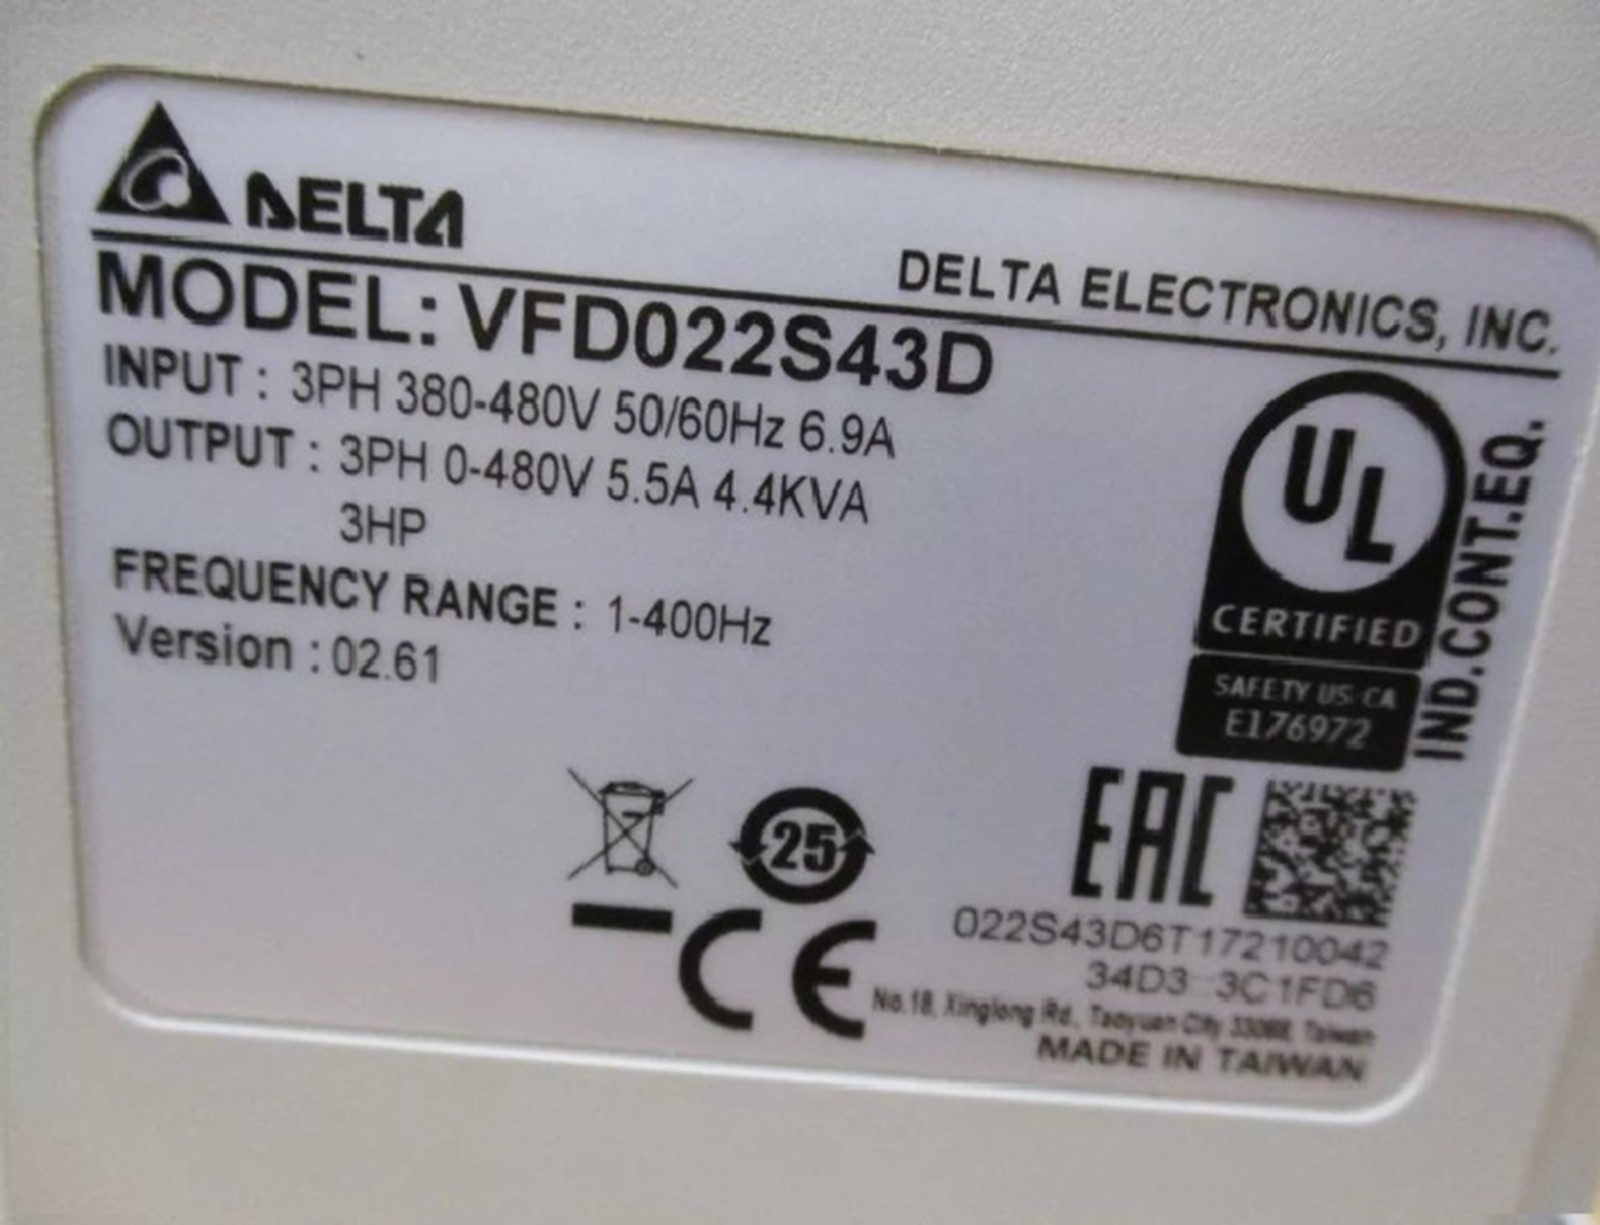 DELTA
DELTA ELECTRONICS, INC.
MODEL: VFD022S43D
INPUT : 3PH 380-480V 50/60Hz 6.9A
OUTPUT : 3PH 0-480V 5.5A 4.4KVA
3HP
FREQUENCY RANGE : 1-400Hz
Version : 02.61
UL
CERTIFIED
SAFETY US-CA
E176972
IND.CONT.EQ.
25
EAC
CE
022S43D6T17210042
34D3 3C1FD6
No.18, Xinglong Rd., Taoyuan City 33068, Taiwan
MADE IN TAIWAN